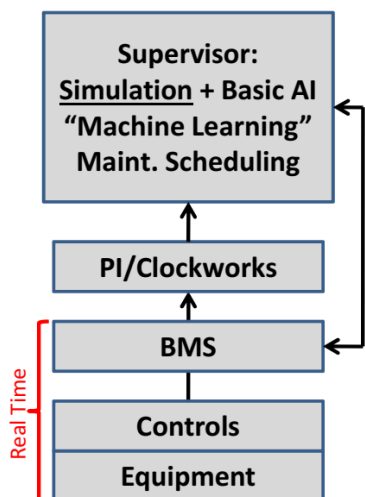 Supervisor:
Simulation + Basic AI
“Machine Learning”
Maint. Scheduling
PI/Clockworks
BMS
Controls
Equipment
Real Time